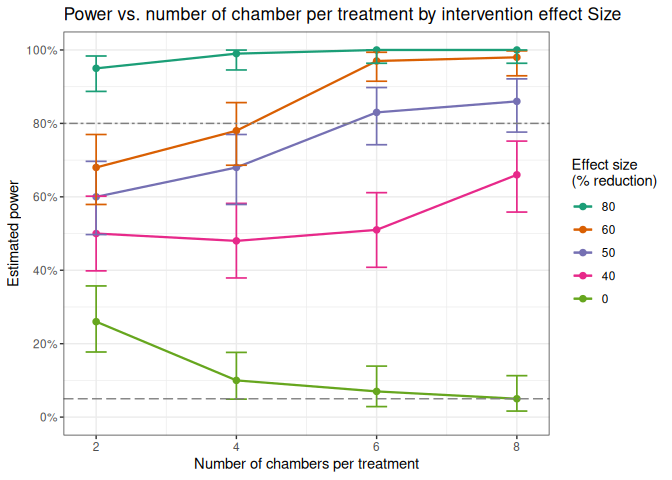 Power vs. number of chamber per treatment by intervention effect Size
100%
80%
60%
40%
20%
0%
Estimated power
2 4 6 8
Number of chambers per treatment
Effect size
(% reduction)
80
60
50
40
0